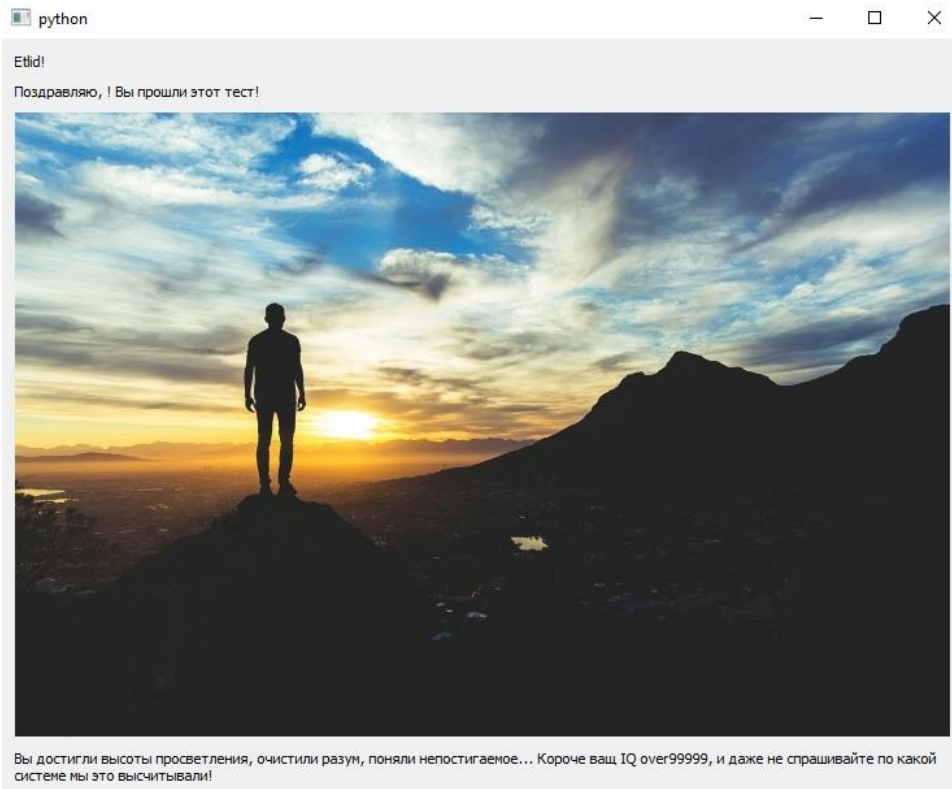 python
Etlid!
Поздравляю, ! Вы прошли этот тест!
Вы достигли высоты просветления, очистили разум, поняли непостигаемое... Короче ващ IQ over99999, и даже не спрашивайте по какой
системе мы это высчитывали!